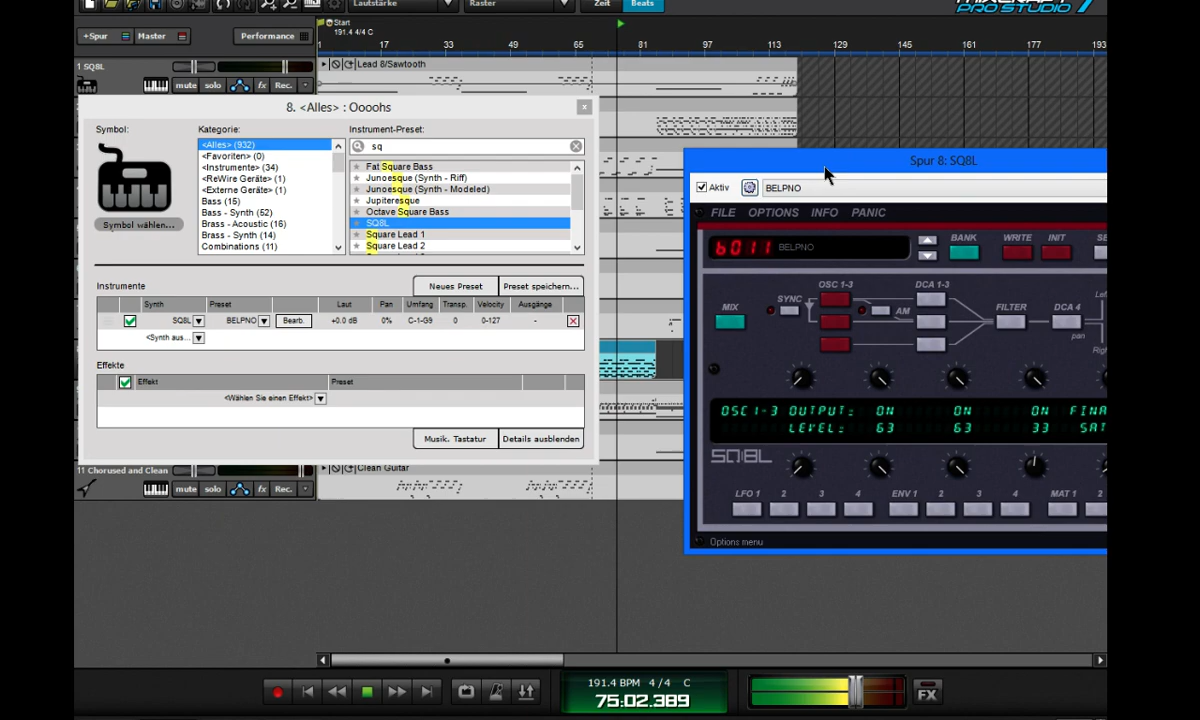 MIXCRAFT
PRO STUDIO 7
Lautstärke
Raster
Zeit
Beats
+Spur
Master
Performance
Start
191.4 4/4 C
1 17 33 49 65 81 97 113 129 145 161 177 193
1 SQ8L
mute solo fx Rec.
Lead 8/Sawtooth
8. <Alles> : Ooohs
Symbol:
Symbol wählen...
Kategorie:
<Alles> (932)
<Favoriten> (0)
<Instrumente> (34)
<ReWire Geräte> (1)
<Externe Geräte> (1)
Bass (15)
Bass - Synth (52)
Brass - Acoustic (16)
Brass - Synth (14)
Combinations (11)
Instrument-Preset:
sq
Fat Square Bass
Junoesque (Synth - Riff)
Junoesque (Synth - Modeled)
Jupiteresque
Octave Square Bass
SQ8L
Square Lead 1
Square Lead 2
Instrumente
Neues Preset
Preset speichern...
Synth Preset Laut Pan Umfang Transp. Velocity Ausgänge
SQ8L BELPNO Bearb. +0.0 dB 0% C-1-G9 0 0-127 -
<Synth aus...
Effekte
Effekt Preset
<Wählen Sie einen Effekt>
Musik. Tastatur
Details ausblenden
11 Chorused and Clean
mute solo fx Rec.
Clean Guitar
Spur 8: SQ8L
Aktiv
BELPNO
FILE OPTIONS INFO PANIC
b011 BELPNO
BANK WRITE INIT
MIX
SYNC
OSC 1-3
AM
DCA 1-3
FILTER
DCA 4
pan
OSC 1-3 OUTPUT: ON ON ON
LEVEL: 63 63 33
SQ8L
LFO 1 2 3 4 ENV 1 2 3 4 MAT 1 2
Options menu
191.4 BPM 4/4 C
75:02.389
FX